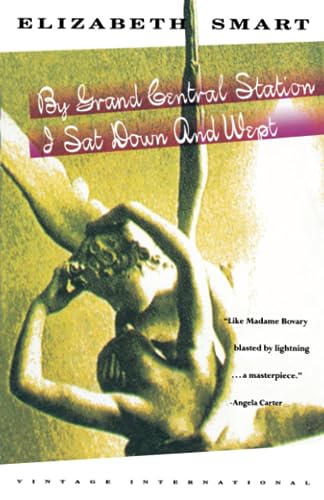 ELIZABETH SMART
By Grand Central Station
I Sat Down And Wept
"Like Madame Bovary
blasted by lightning
...a masterpiece."
-Angela Carter
VINTAGE INTERNATIONAL